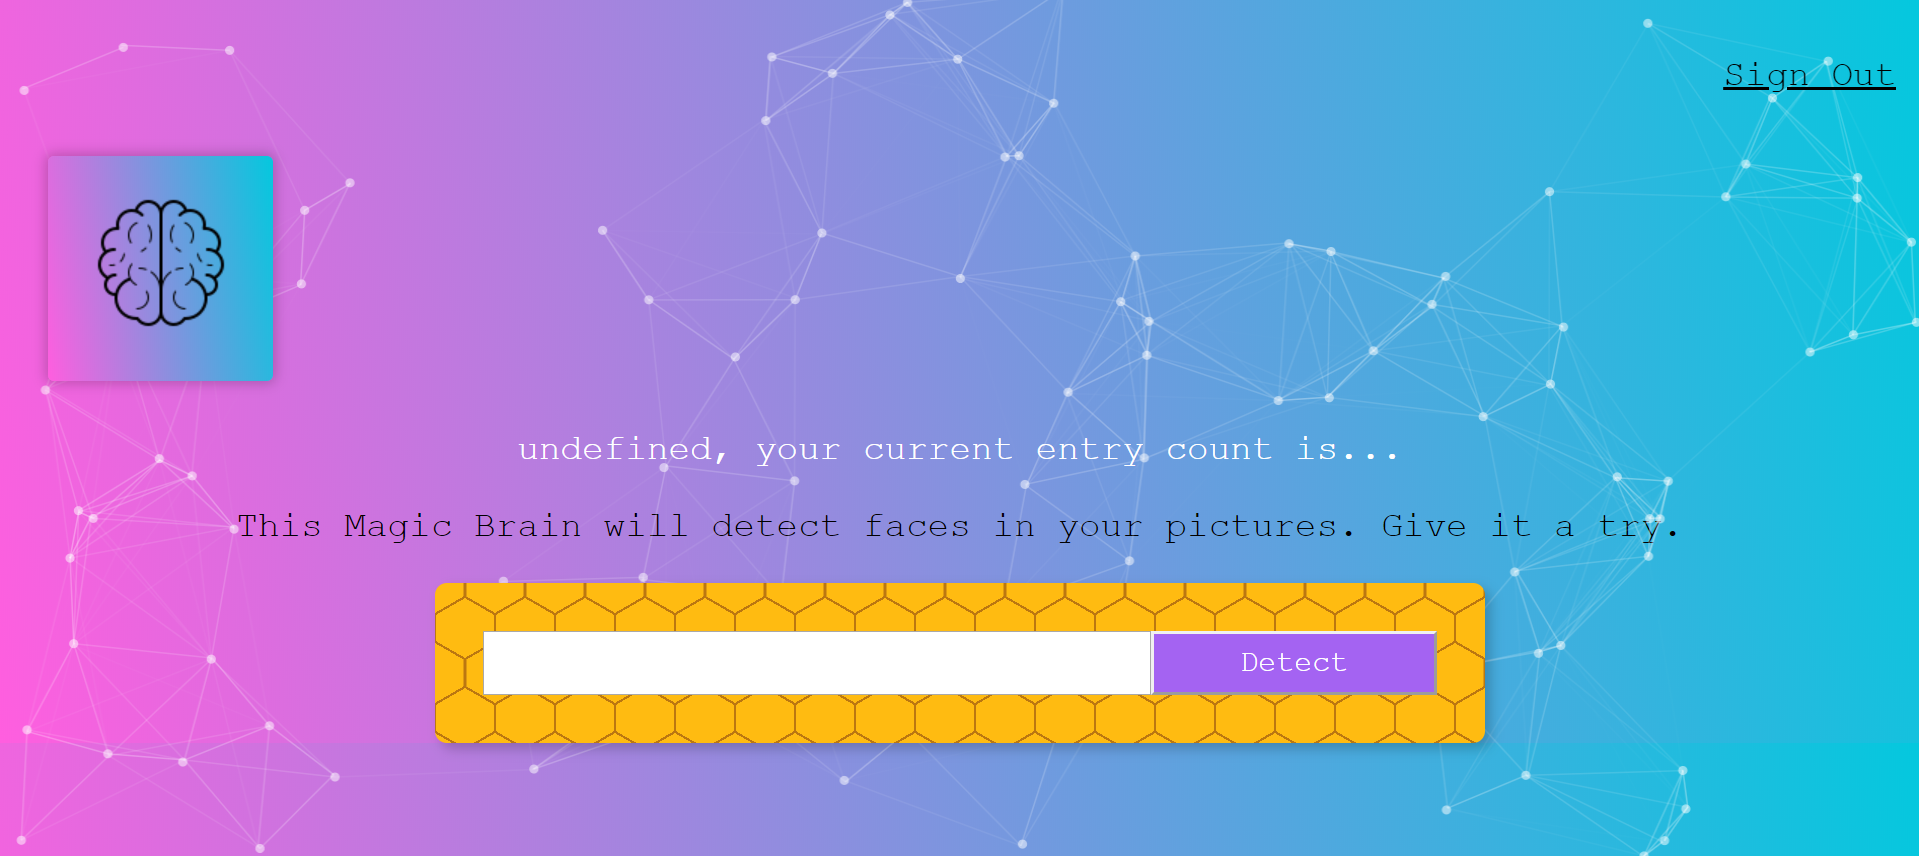 Sign Out
undefined, your current entry count is...
This Magic Brain will detect faces in your pictures. Give it a try.
Detect